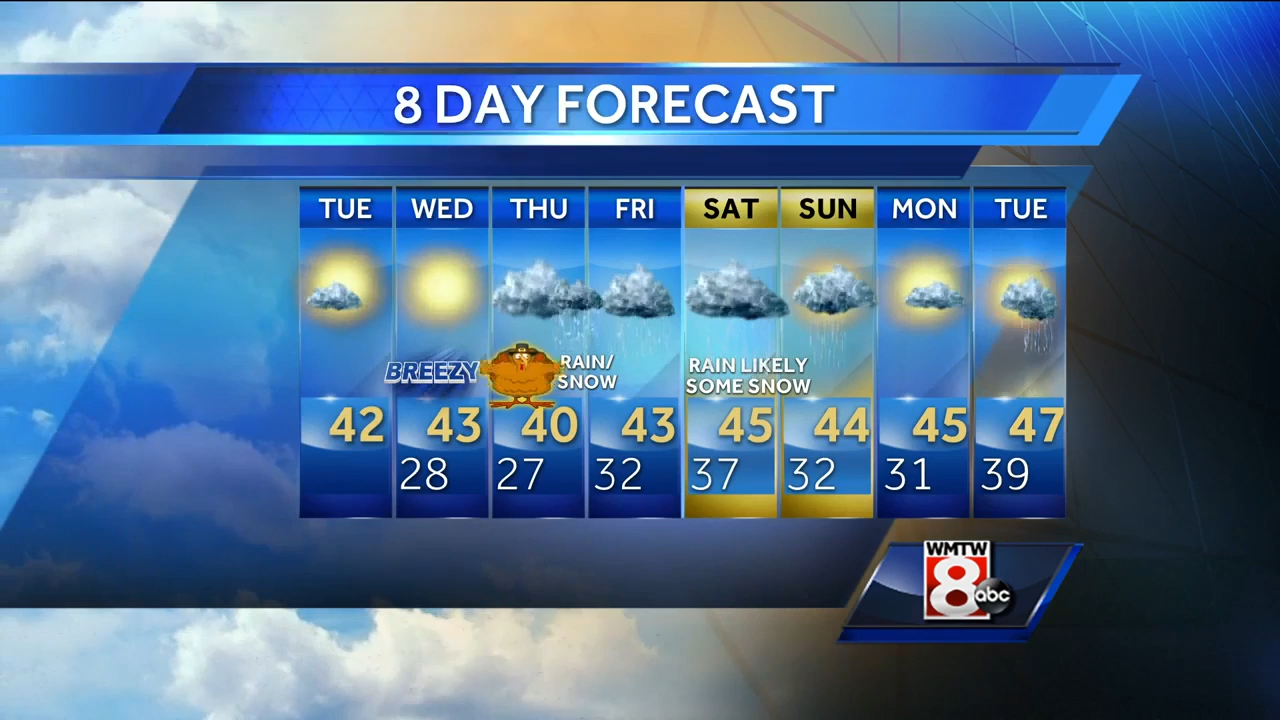 8 DAY FORECAST
TUE WED THU FRI SAT SUN MON TUE
BREEZY
RAIN/
SNOW
RAIN LIKELY
SOME SNOW
42 43 40 43 45 44 45 47
28 27 32 37 32 31 39
WMTW
8
abc